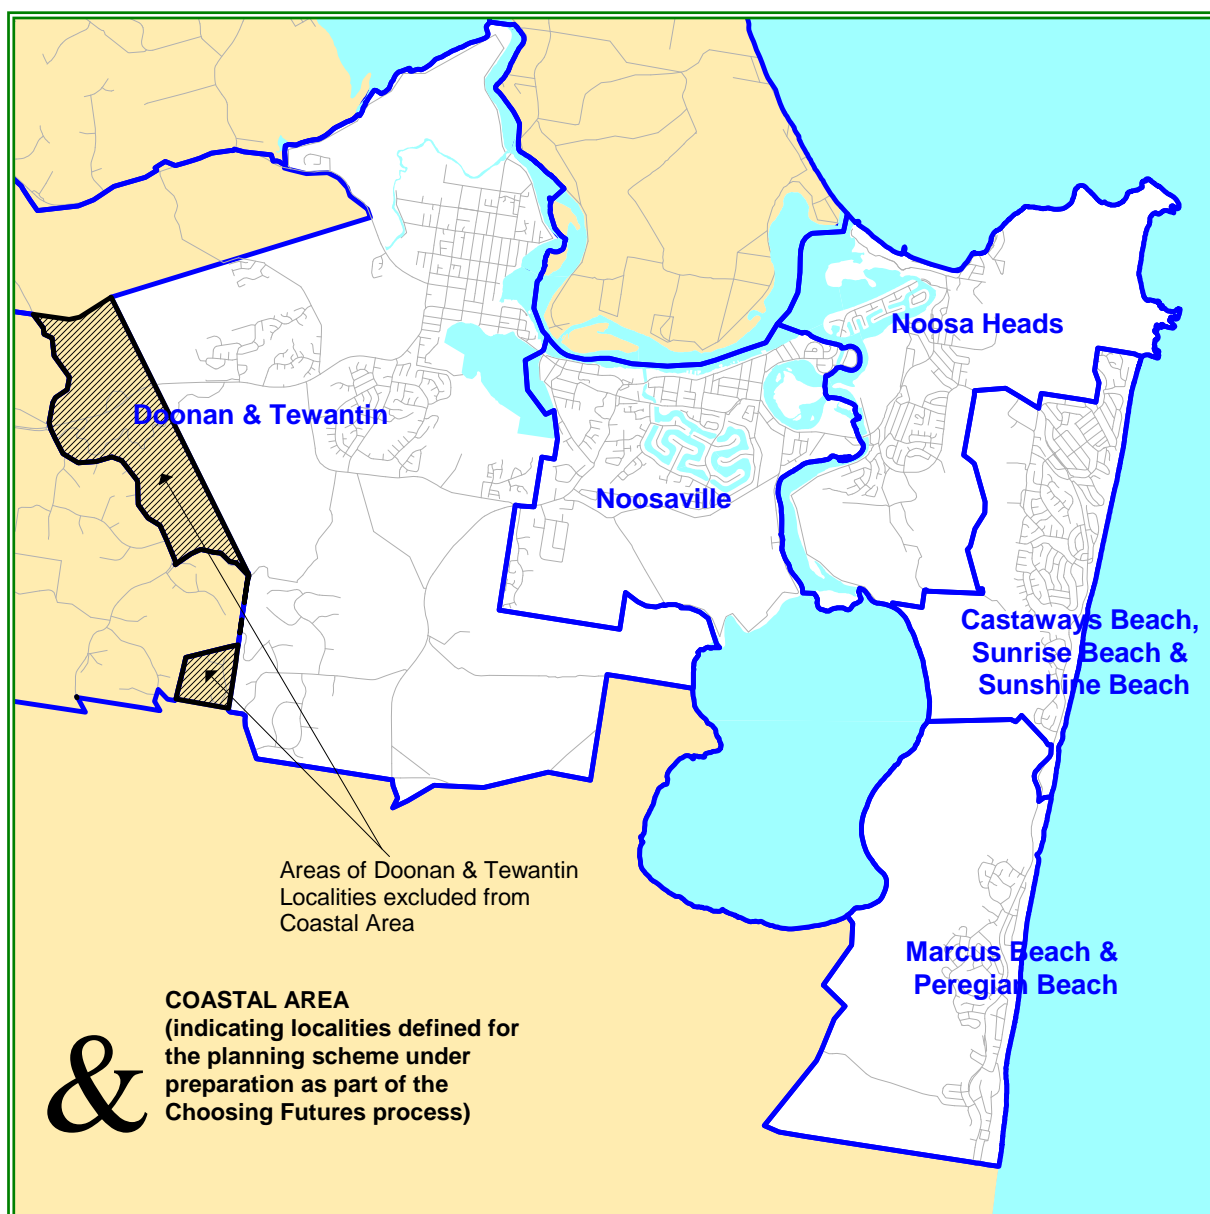 Noosa Heads
Doonan & Tewantin
Noosaville
Castaways Beach,
Sunrise Beach &
Sunshine Beach
Areas of Doonan & Tewantin
Localities excluded from
Coastal Area
Marcus Beach &
Peregian Beach
&
COASTAL AREA
(indicating localities defined for
the planning scheme under
preparation as part of the
Choosing Futures process)